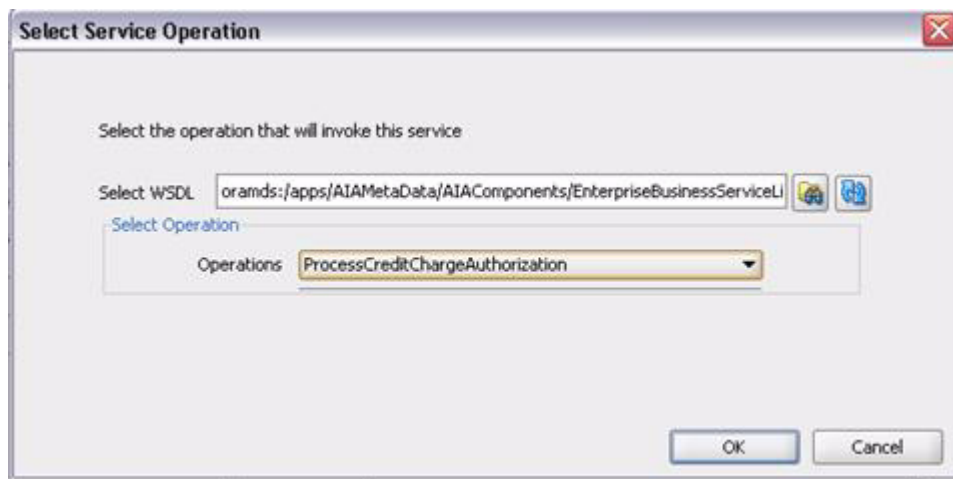 Select Service Operation
Select the operation that will invoke this service
Select WSDL oramds:/apps/AIAMetaData/AIAComponents/EnterpriseBusinessServiceLi
Select Operation
Operations ProcessCreditChargeAuthorization
OK Cancel